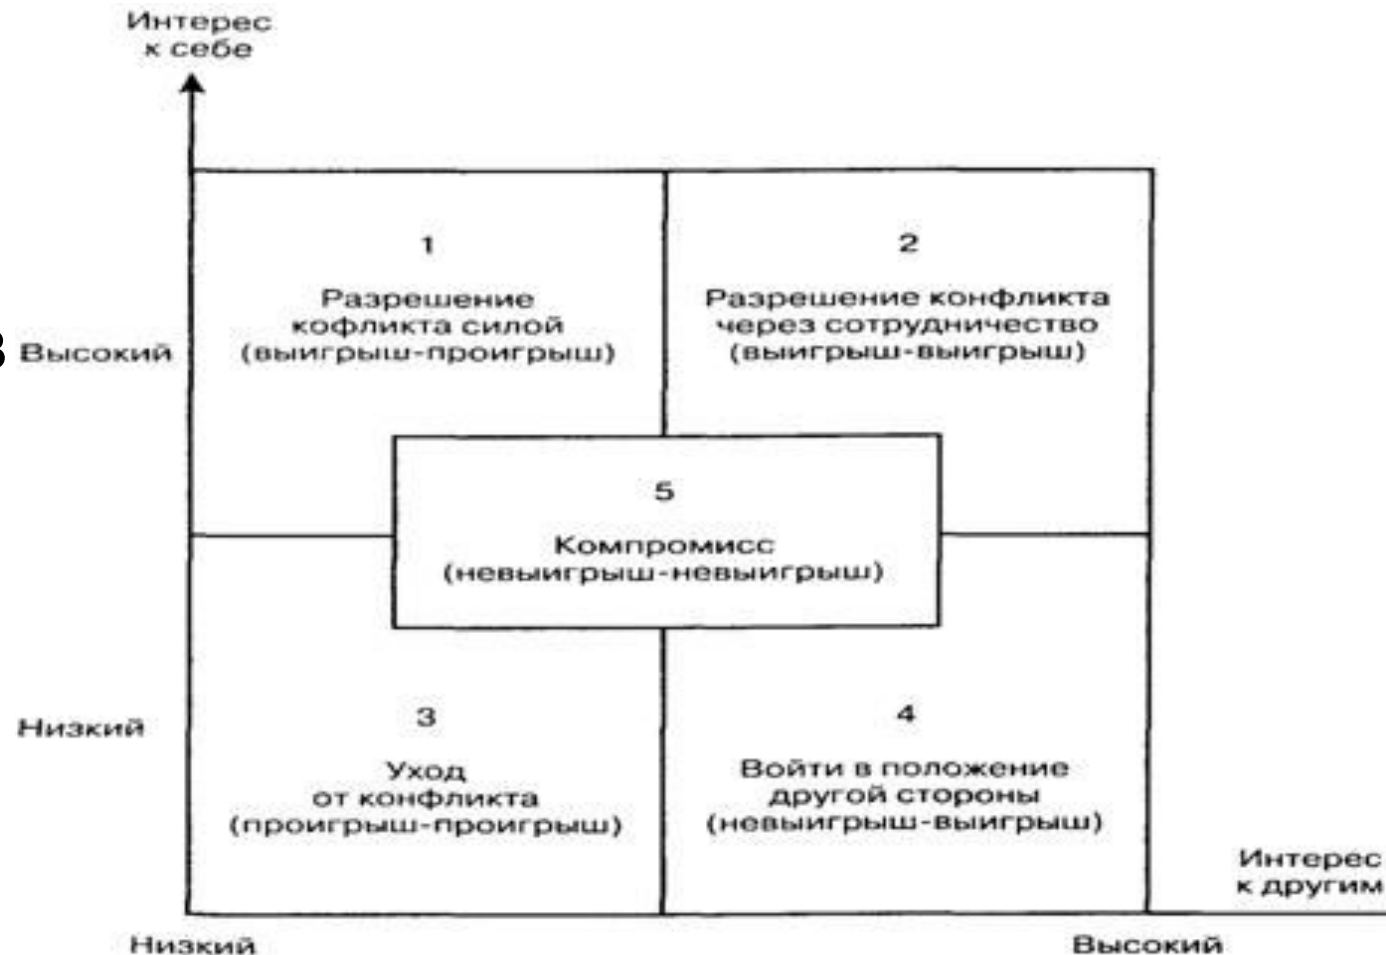 Интерес
к себе
1
Разрешение
кофликта силой
(выигрыш-проигрыш)
2
Разрешение конфликта
через сотрудничество
(выигрыш-выигрыш)
в
Высокий
5
Компромисс
(невыигрыш-невыигрыш)
Низкий
3
Уход
от конфликта
(проигрыш-проигрыш)
4
Войти в положение
другой стороны
(невыигрыш-выигрыш)
Интерес
к другим
Низкий
Высокий